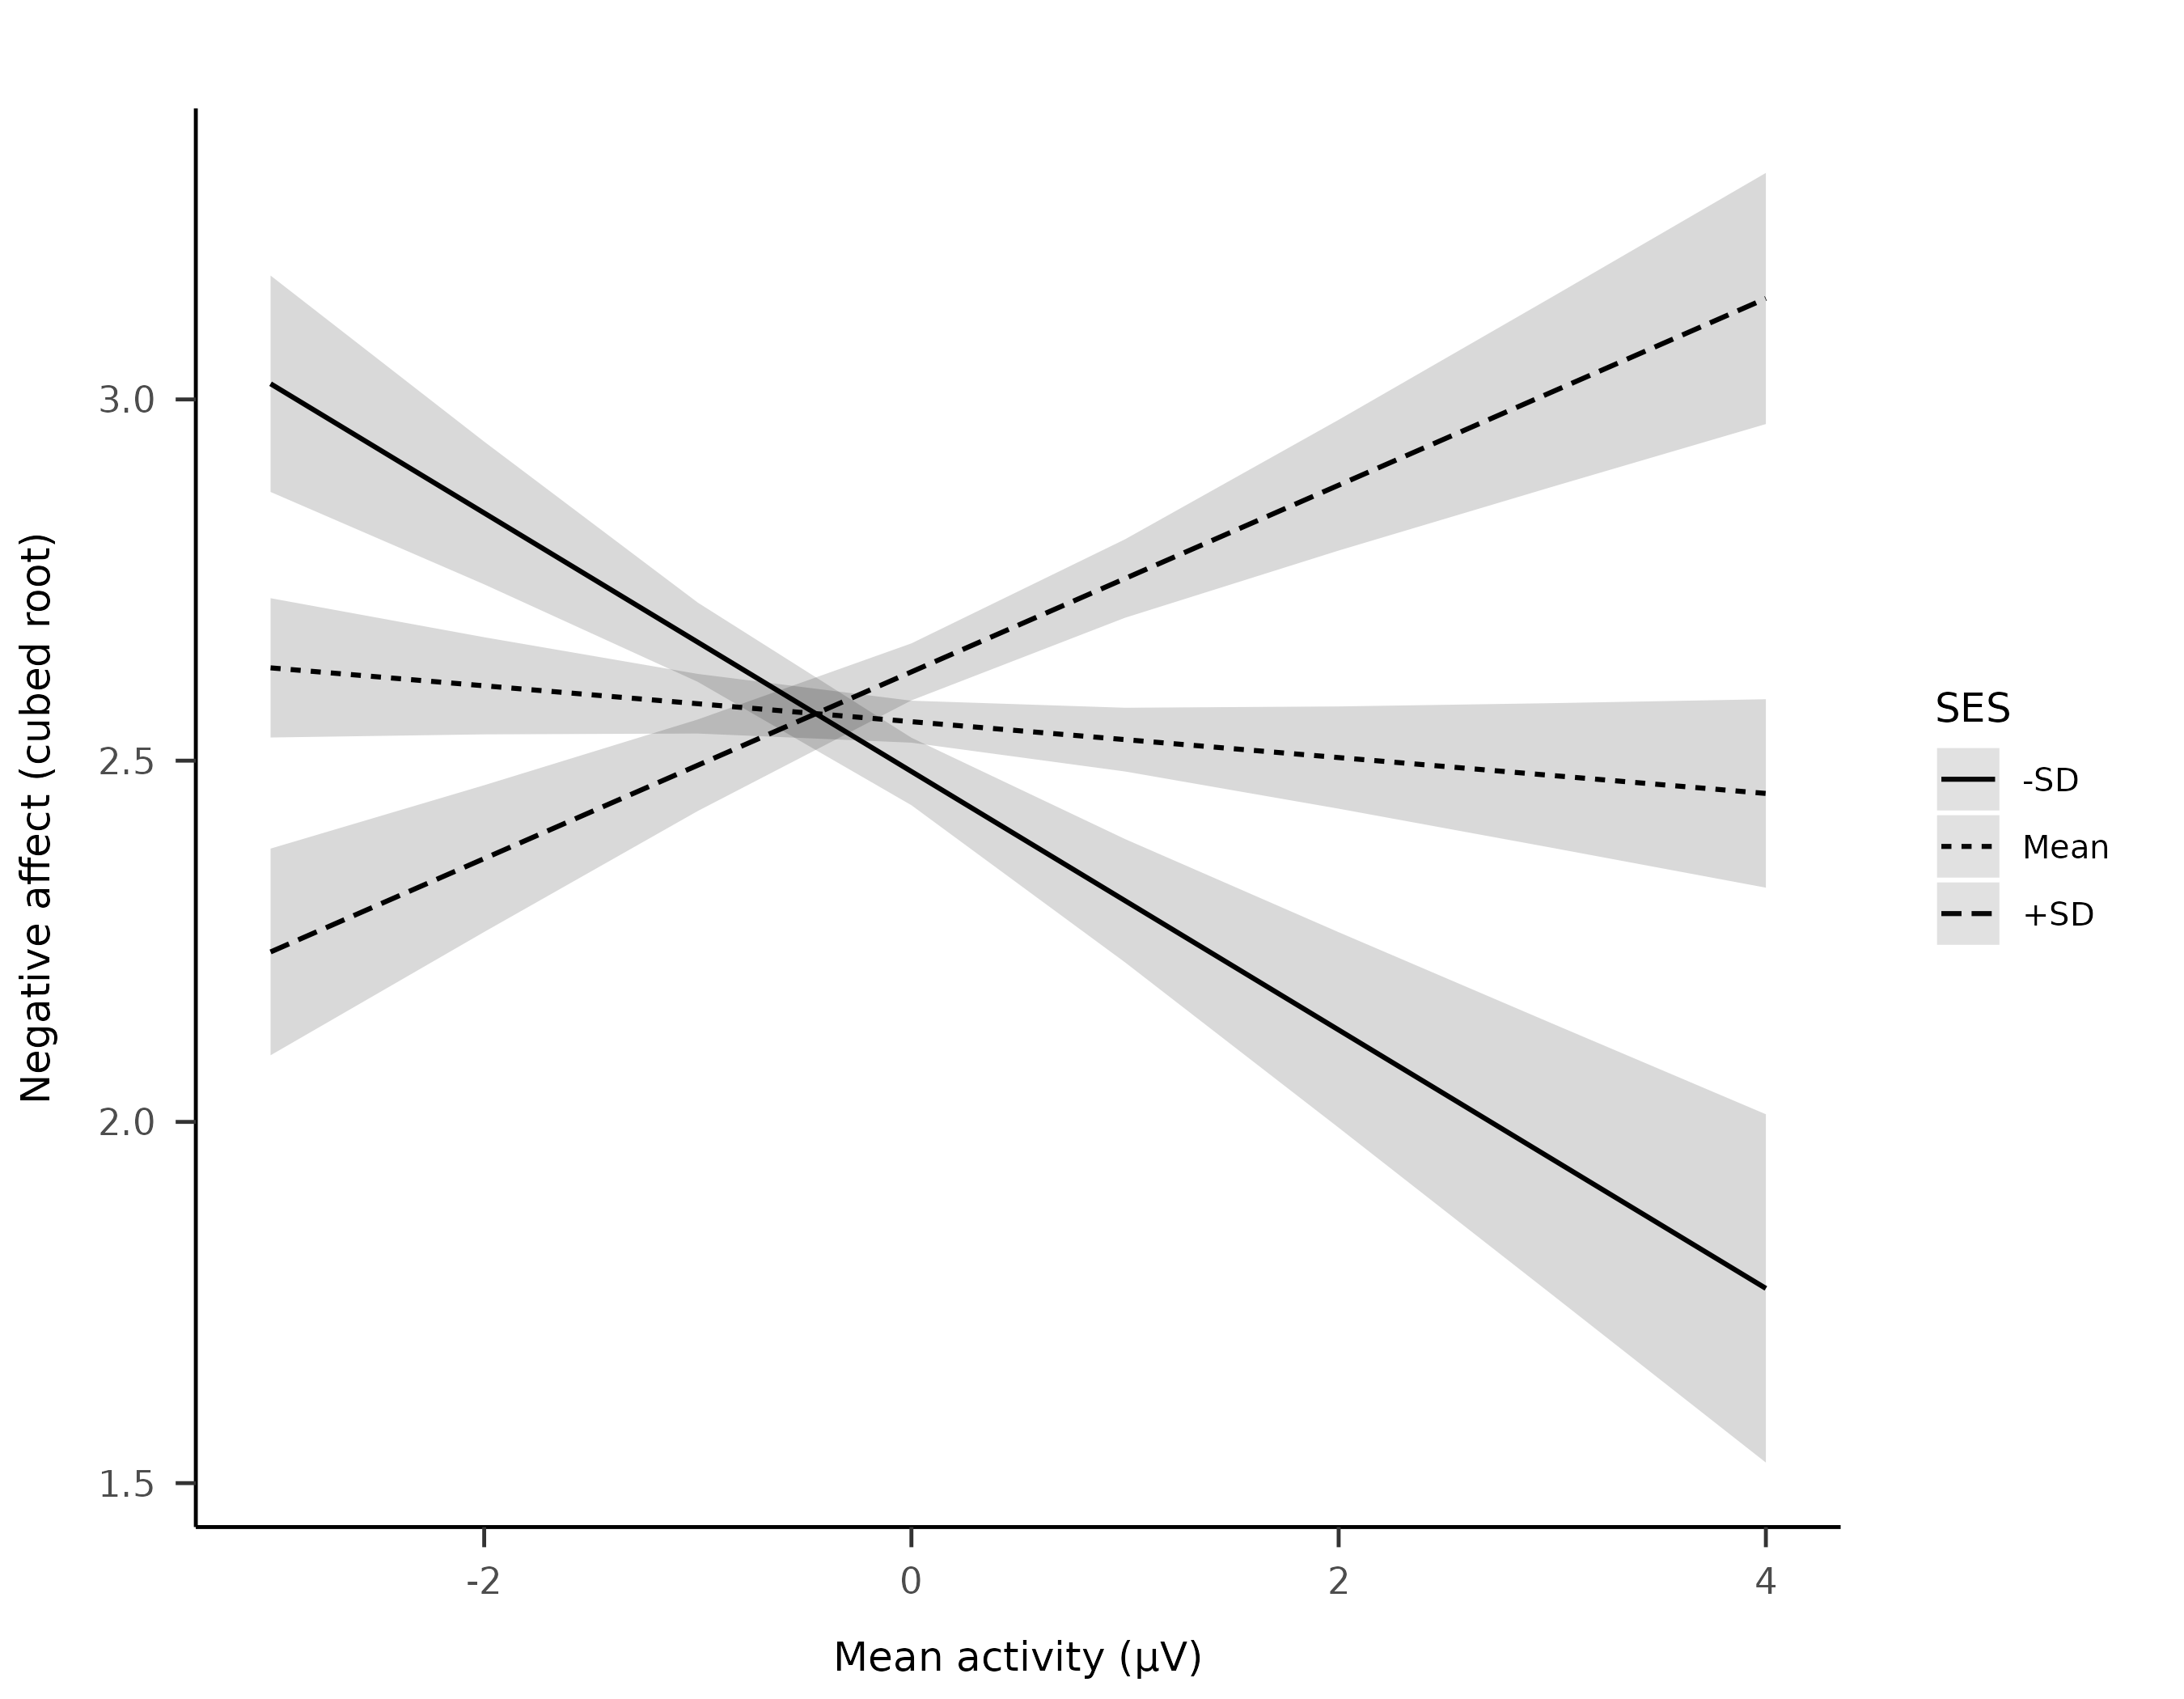 Negative affect (cubed root)
3.0
2.5
2.0
1.5
-2 0 2 4
Mean activity (μV)
SES
-SD
Mean
+SD